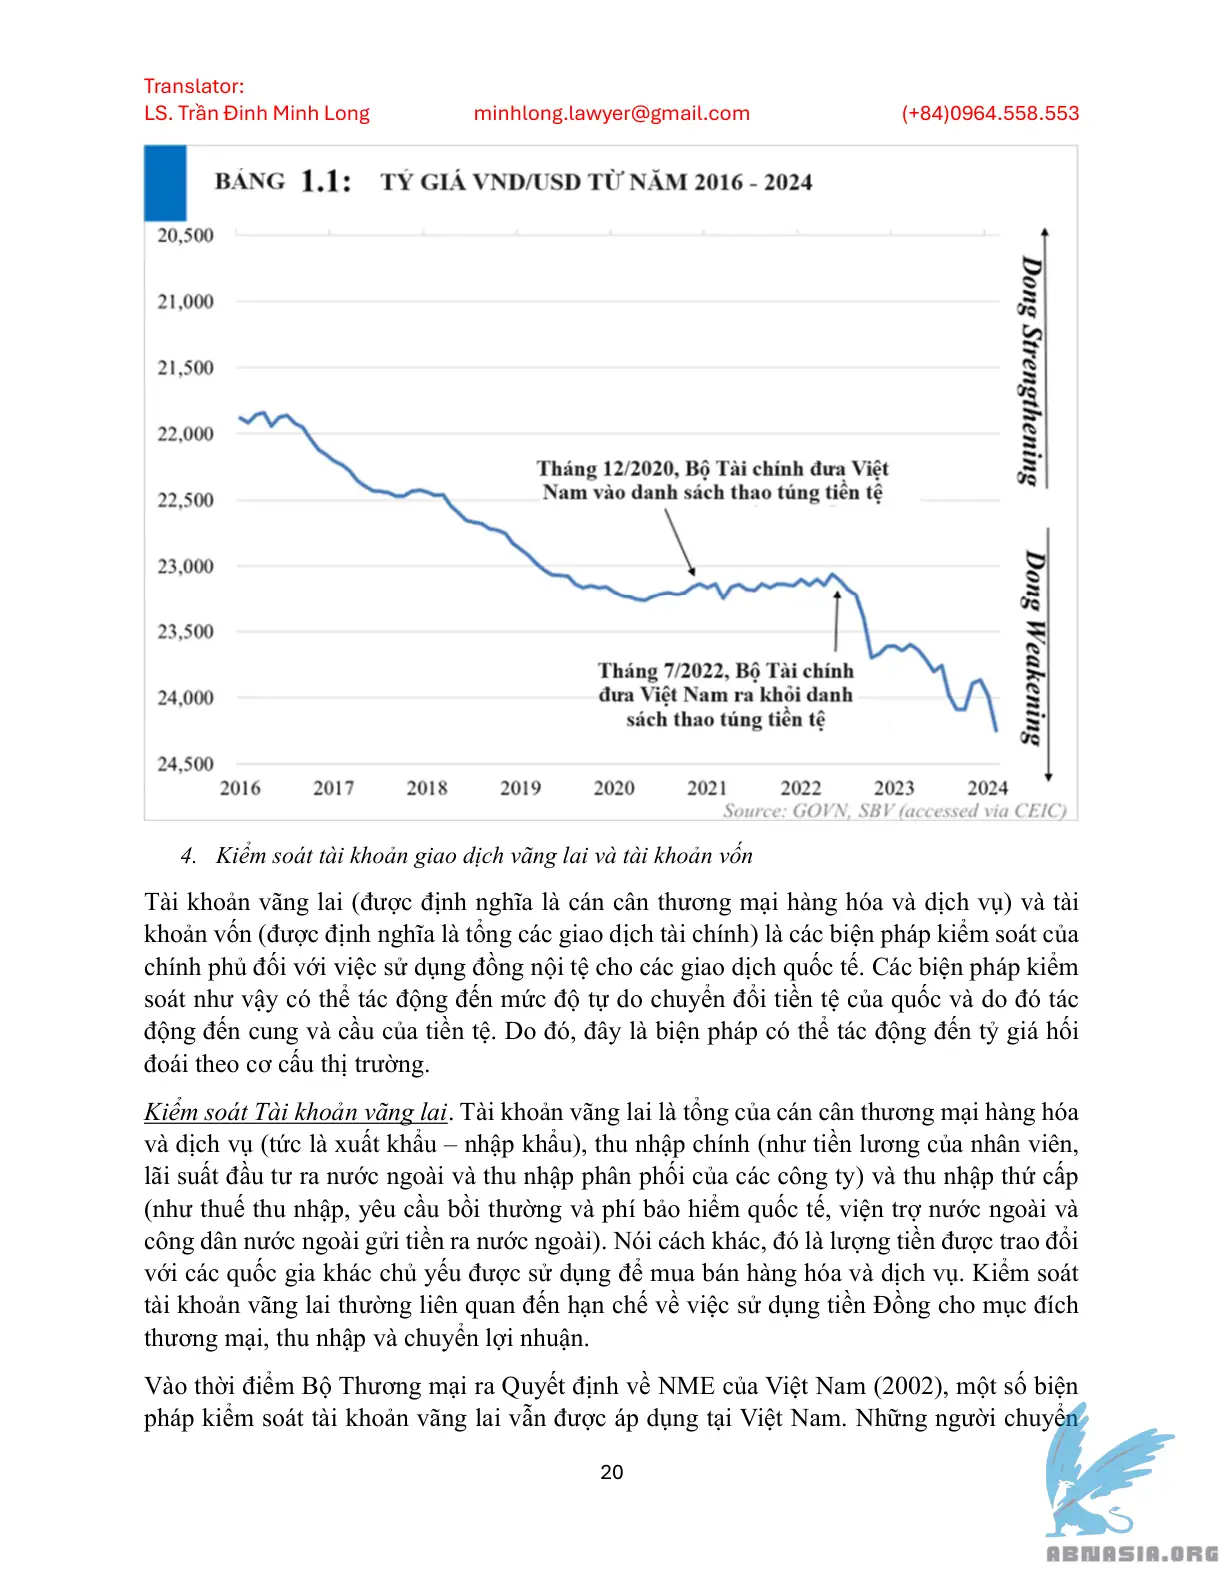 Translator:
LS. Trần Đình Minh Long minhlong.lawyer@gmail.com (+84)0964.558.553
BẢNG 1.1: TỶ GIÁ VND/USD TỪ NĂM 2016 - 2024
20,500
21,000
21,500
22,000
22,500
23,000
23,500
24,000
24,500
Dong Strengthening
Dong Weakening
Tháng 12/2020, Bộ Tài chính đưa Việt
Nam vào danh sách thao túng tiền tệ
Tháng 7/2022, Bộ Tài chính
đưa Việt Nam ra khỏi danh
sách thao túng tiền tệ
2016 2017 2018 2019 2020 2021 2022 2023 2024
Source: GOVN, SBV (accessed via CEIC)
4. Kiểm soát tài khoản giao dịch vãng lai và tài khoản vốn
Tài khoản vãng lai (được định nghĩa là cán cân thương mại hàng hóa và dịch vụ) và tài
khoản vốn (được định nghĩa là tổng các giao dịch tài chính) là các biện pháp kiểm soát của
chính phủ đối với việc sử dụng đồng nội tệ cho các giao dịch quốc tế. Các biện pháp kiểm
soát như vậy có thể tác động đến mức độ tự do chuyển đổi tiền tệ của quốc và do đó tác
động đến cung và cầu của tiền tệ. Do đó, đây là biện pháp có thể tác động đến tỷ giá hối
đoái theo cơ cấu thị trường.
Kiểm soát Tài khoản vãng lai. Tài khoản vãng lai là tổng của cán cân thương mại hàng hóa
và dịch vụ (tức là xuất khẩu – nhập khẩu), thu nhập chính (như tiền lương của nhân viên,
lãi suất đầu tư ra nước ngoài và thu nhập phân phối của các công ty) và thu nhập thứ cấp
(như thuế thu nhập, yêu cầu bồi thường và phí bảo hiểm quốc tế, viện trợ nước ngoài và
công dân nước ngoài gửi tiền ra nước ngoài). Nói cách khác, đó là lượng tiền được trao đổi
với các quốc gia khác chủ yếu được sử dụng để mua bán hàng hóa và dịch vụ. Kiểm soát
tài khoản vãng lai thường liên quan đến hạn chế về việc sử dụng tiền Đồng cho mục đích
thương mại, thu nhập và chuyển lợi nhuận.
Vào thời điểm Bộ Thương mại ra Quyết định về NME của Việt Nam (2002), một số biện
pháp kiểm soát tài khoản vãng lai vẫn được áp dụng tại Việt Nam. Những người chuyển
20
ABNASIA.ORG